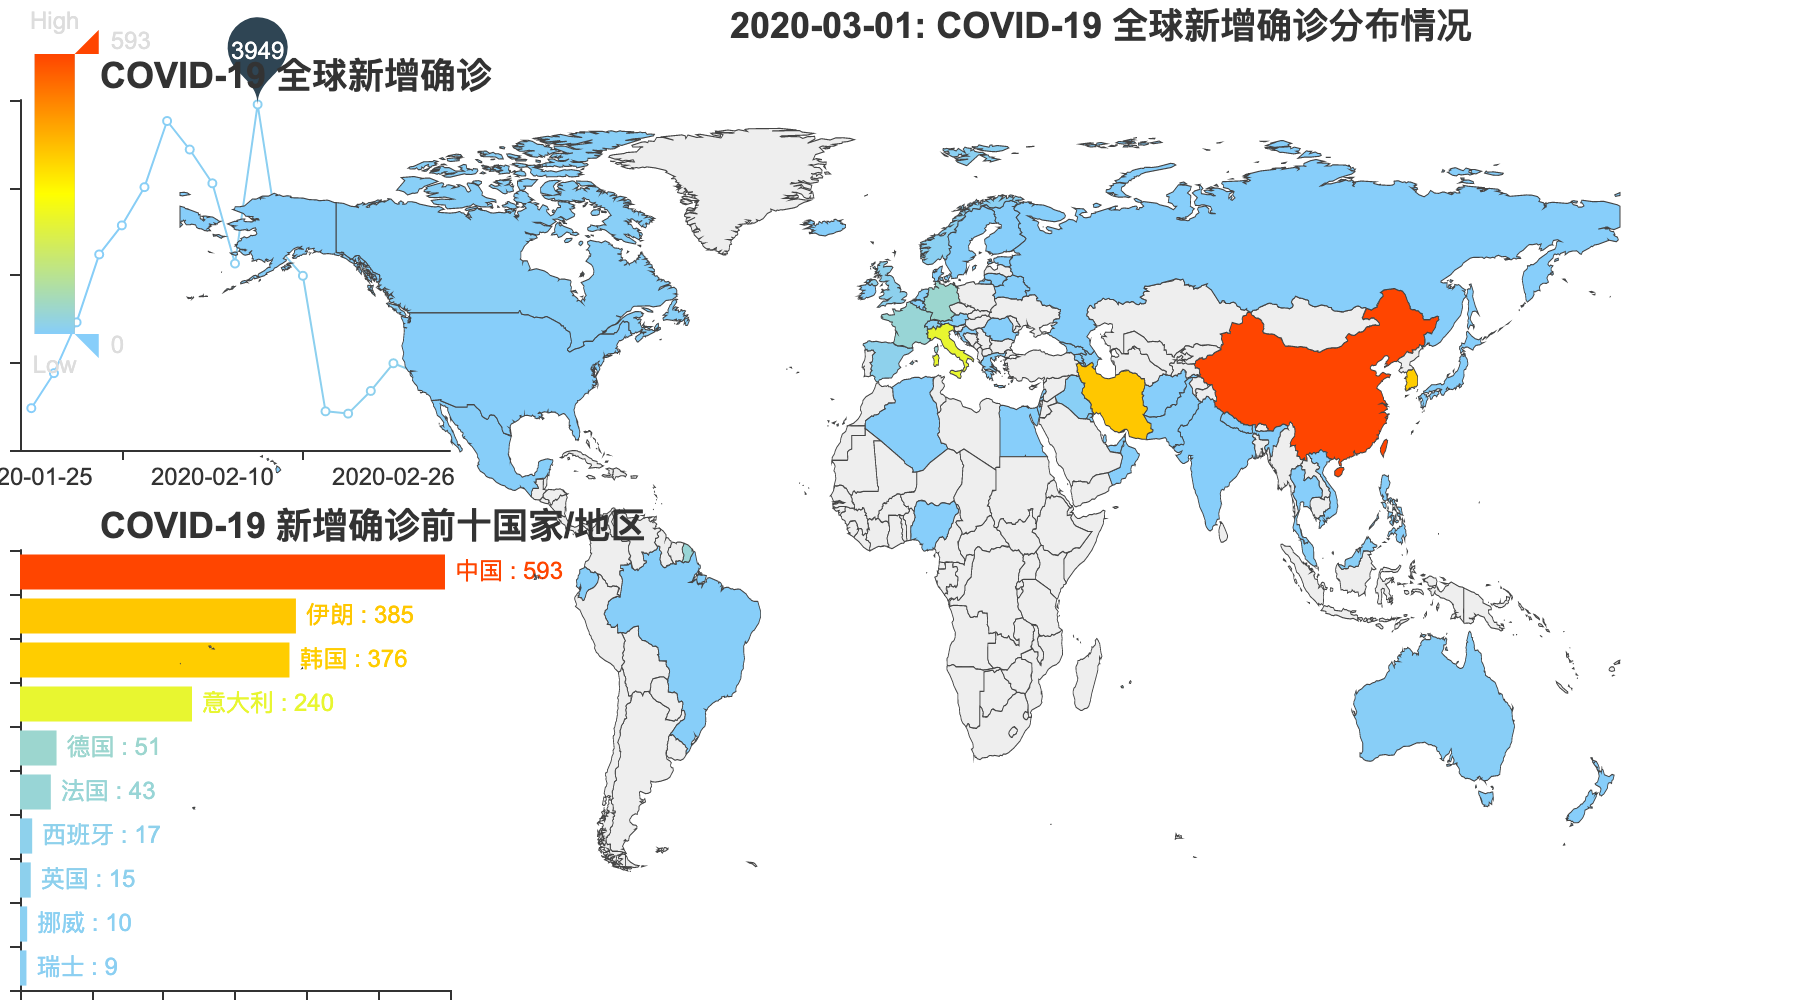 2020-03-01: COVID-19 全球新增确诊分布情况
High
593
3949
COVID-19 全球新增确诊
0
Low
20-01-25
2020-02-10
2020-02-26
COVID-19 新增确诊前十国家/地区
中国 : 593
伊朗 : 385
韩国 : 376
意大利 : 240
德国 : 51
法国 : 43
西班牙 : 17
英国 : 15
挪威 : 10
瑞士 : 9